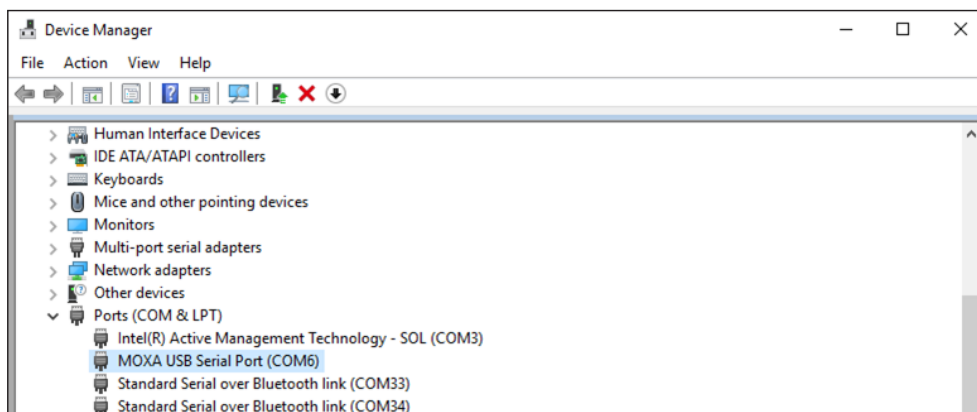 Device Manager
File Action View Help
Human Interface Devices
IDE ATA/ATAPI controllers
Keyboards
Mice and other pointing devices
Monitors
Multi-port serial adapters
Network adapters
Other devices
Ports (COM & LPT)
Intel(R) Active Management Technology - SOL (COM3)
MOXA USB Serial Port (COM6)
Standard Serial over Bluetooth link (COM33)
Standard Serial over Bluetooth link (COM34)